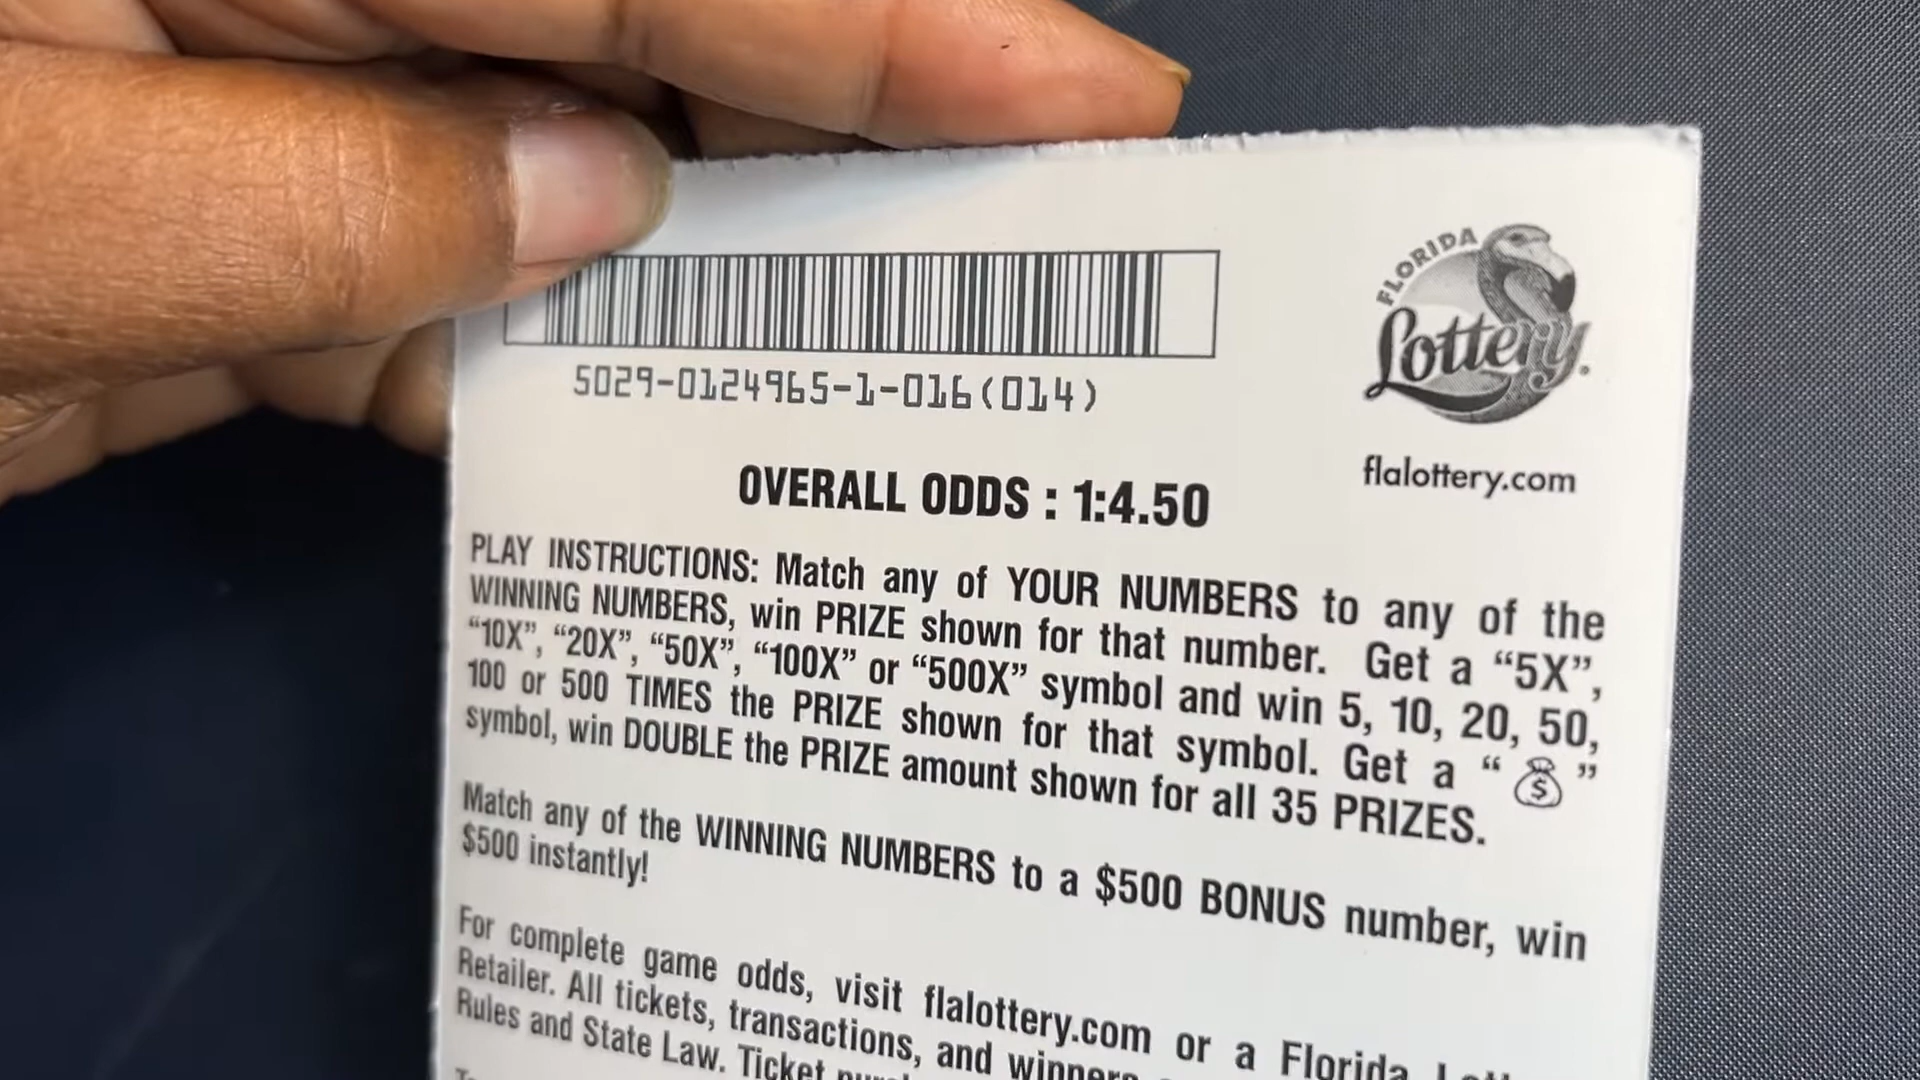 5029-0124965-1-016(014)
FLORIDA
Lottery
flalottery.com
OVERALL ODDS : 1:4.50
PLAY INSTRUCTIONS: Match any of YOUR NUMBERS to any of the
WINNING NUMBERS, win PRIZE shown for that number. Get a “5X”,
“10X”, “20X”, “50X”, “100X” or “500X” symbol and win 5, 10, 20, 50,
100 or 500 TIMES the PRIZE shown for that symbol. Get a “ $ ”
symbol, win DOUBLE the PRIZE amount shown for all 35 PRIZES.
Match any of the WINNING NUMBERS to a $500 BONUS number, win
$500 instantly!
For complete game odds, visit flalottery.com or a Florida
Retailer. All tickets, transactions, and winners
Rules and State Law. Ticket